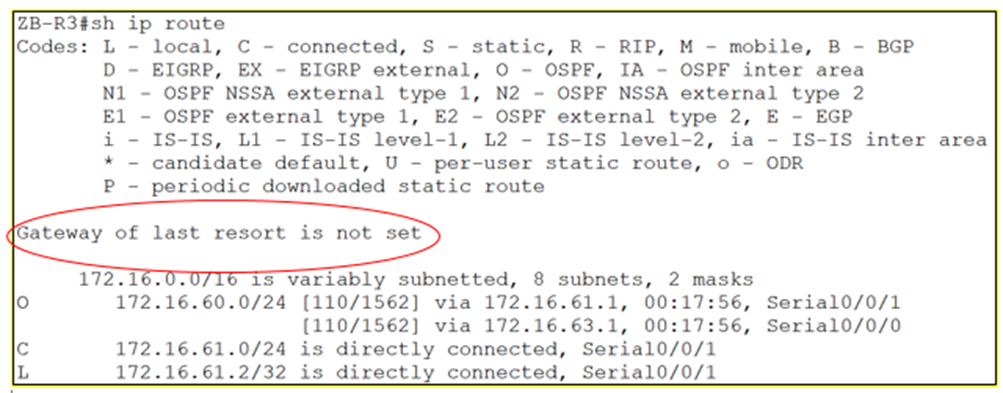 ZB-R3#sh ip route
Codes: L - local, C - connected, S - static, R - RIP, M - mobile, B - BGP
D - EIGRP, EX - EIGRP external, O - OSPF, IA - OSPF inter area
N1 - OSPF NSSA external type 1, N2 - OSPF NSSA external type 2
E1 - OSPF external type 1, E2 - OSPF external type 2, E - EGP
i - IS-IS, L1 - IS-IS level-1, L2 - IS-IS level-2, ia - IS-IS inter area
* - candidate default, U - per-user static route, o - ODR
P - periodic downloaded static route
Gateway of last resort is not set
172.16.0.0/16 is variably subnetted, 8 subnets, 2 masks
O 172.16.60.0/24 [110/1562] via 172.16.61.1, 00:17:56, Serial0/0/1
[110/1562] via 172.16.63.1, 00:17:56, Serial0/0/0
C 172.16.61.0/24 is directly connected, Serial0/0/1
L 172.16.61.2/32 is directly connected, Serial0/0/1